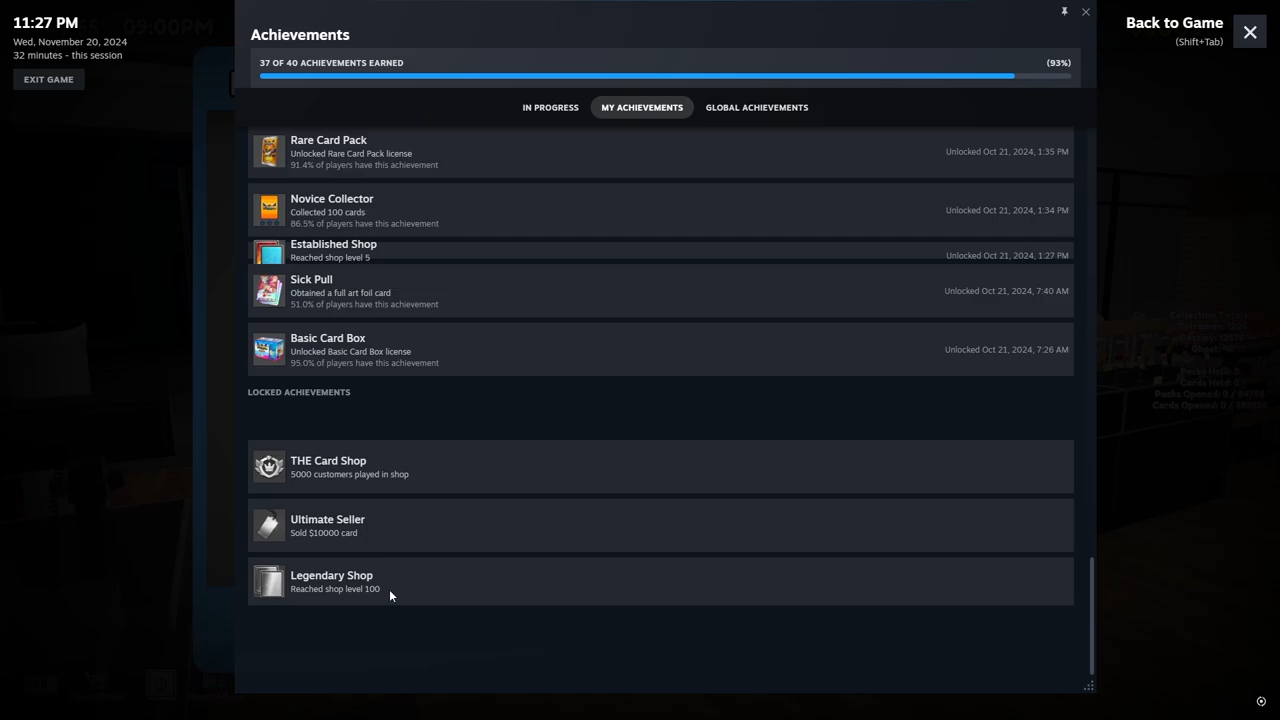 11:27 PM
Wed, November 20, 2024
32 minutes - this session
EXIT GAME
Achievements
Back to Game
(Shift+Tab)
37 OF 40 ACHIEVEMENTS EARNED
(93%)
IN PROGRESS
MY ACHIEVEMENTS
GLOBAL ACHIEVEMENTS
Rare Card Pack
Unlocked Rare Card Pack license
91.4% of players have this achievement
Unlocked Oct 21, 2024, 1:35 PM
Novice Collector
Collected 100 cards
86.5% of players have this achievement
Unlocked Oct 21, 2024, 1:34 PM
Established Shop
Reached shop level 5
Unlocked Oct 21, 2024, 1:27 PM
Sick Pull
Obtained a full art foil card
51.0% of players have this achievement
Unlocked Oct 21, 2024, 7:40 AM
Basic Card Box
Unlocked Basic Card Box license
95.0% of players have this achievement
Unlocked Oct 21, 2024, 7:26 AM
LOCKED ACHIEVEMENTS
THE Card Shop
5000 customers played in shop
Ultimate Seller
Sold $10000 card
Legendary Shop
Reached shop level 100
09:00PM
Packs Held: 0